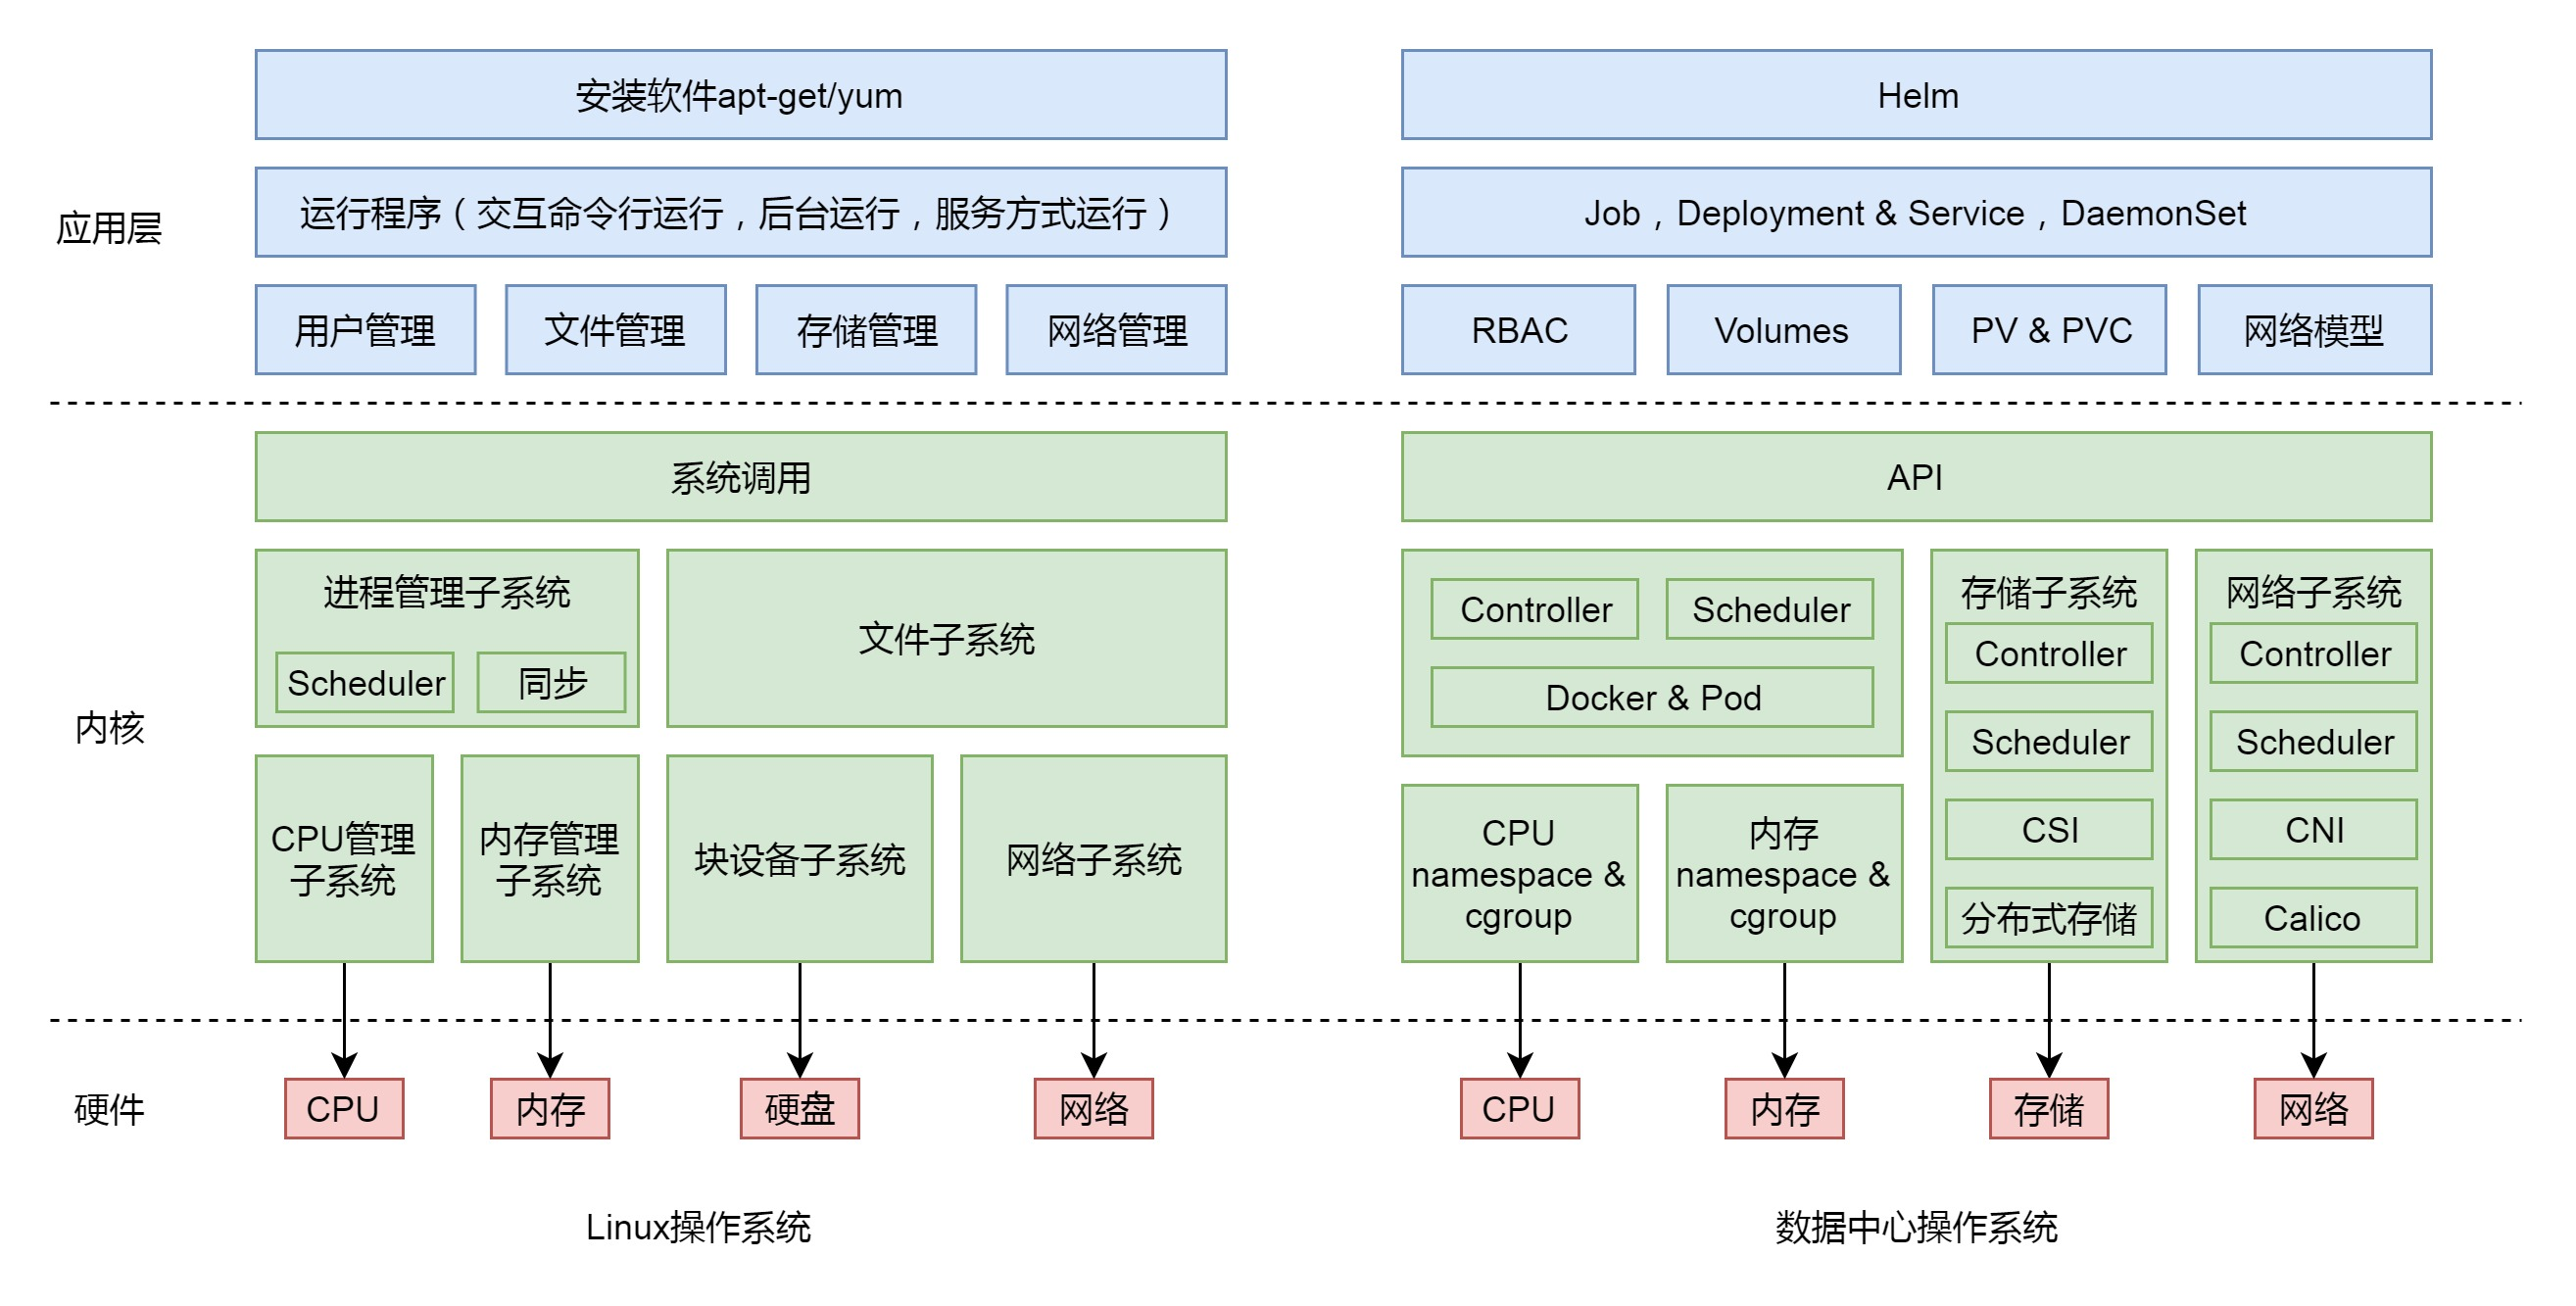 安装软件apt-get/yum
Helm
应用层
运行程序（交互命令行运行，后台运行，服务方式运行）
Job，Deployment & Service，DaemonSet
用户管理
文件管理
存储管理
网络管理
RBAC
Volumes
PV & PVC
网络模型
系统调用
API
内核
进程管理子系统
Scheduler
同步
文件子系统
CPU管理
子系统
内存管理
子系统
块设备子系统
网络子系统
Controller
Scheduler
Docker & Pod
CPU
namespace &
cgroup
内存
namespace &
cgroup
存储子系统
Controller
Scheduler
CSI
分布式存储
网络子系统
Controller
Scheduler
CNI
Calico
硬件
CPU
内存
硬盘
网络
CPU
内存
存储
网络
Linux操作系统
数据中心操作系统